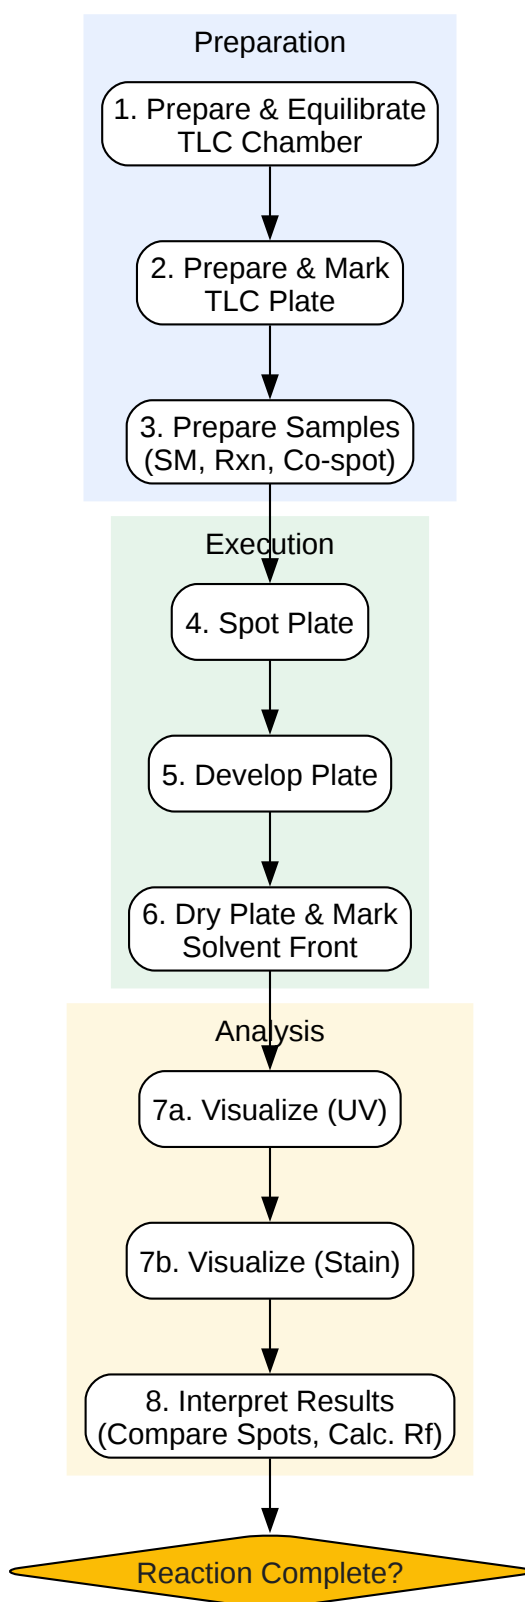 Preparation
1. Prepare & Equilibrate
TLC Chamber
2. Prepare & Mark
TLC Plate
3. Prepare Samples
(SM, Rxn, Co-spot)
Execution
4. Spot Plate
5. Develop Plate
6. Dry Plate & Mark
Solvent Front
Analysis
7a. Visualize (UV)
7b. Visualize (Stain)
8. Interpret Results
(Compare Spots, Calc. Rf)
Reaction Complete?